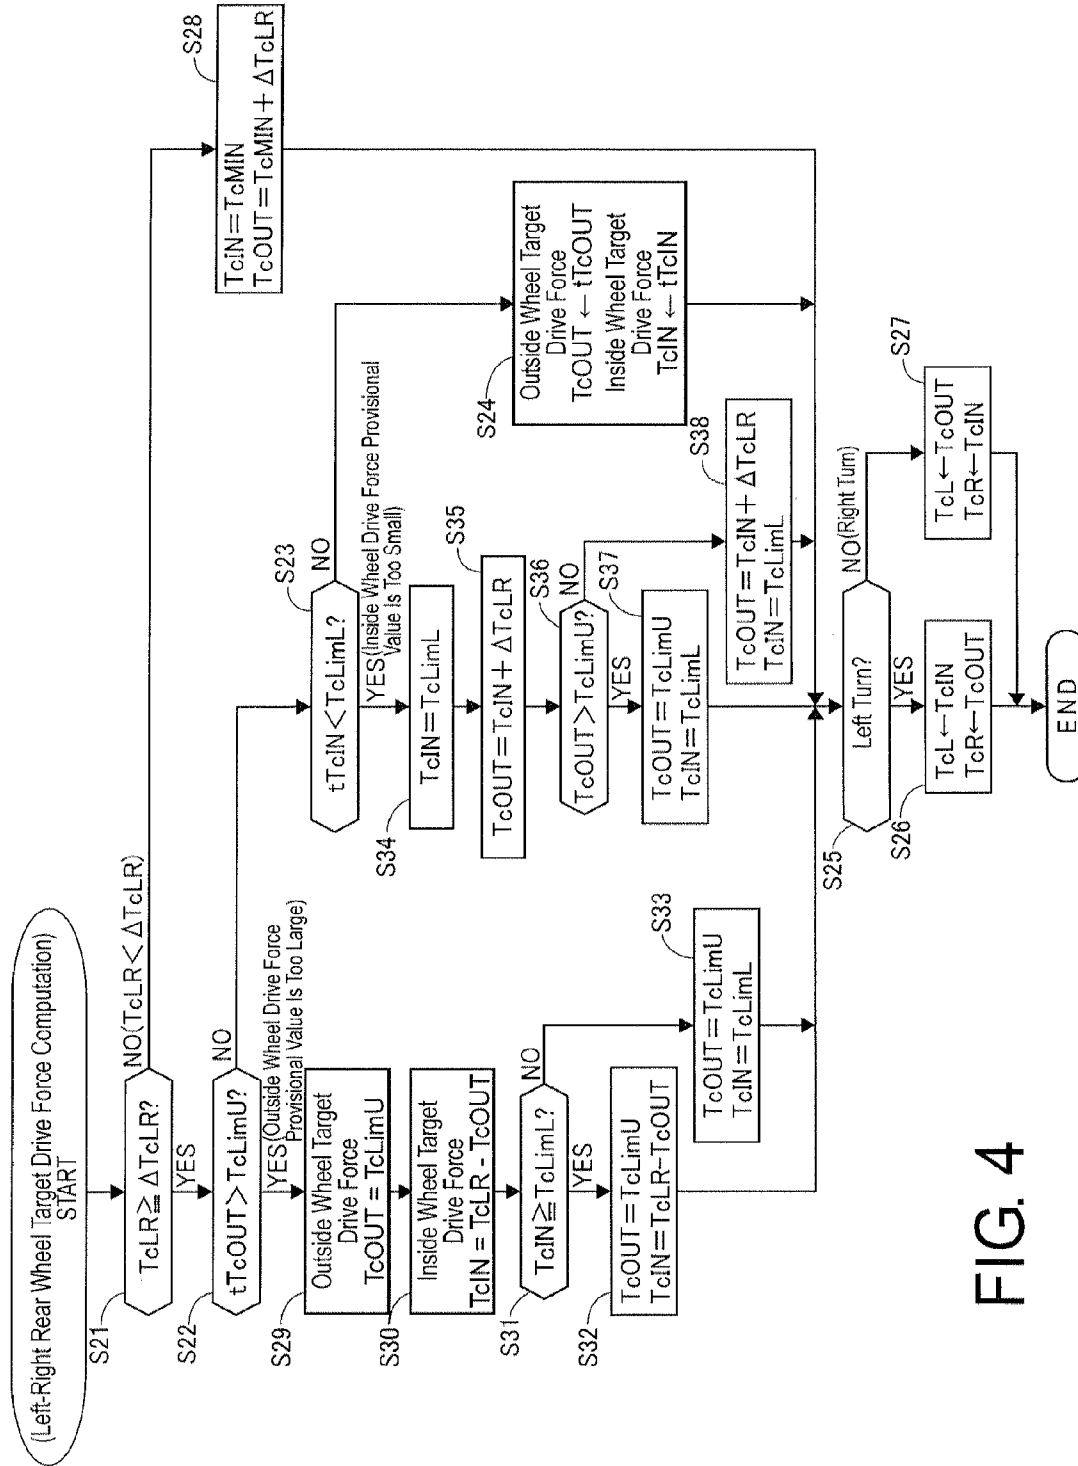 (Left-Right Rear Wheel Target Drive Force Computation)
START
S21
TcLR≧ΔTcLR?
NO(TcLR<ΔTcLR)
YES
S28
TcIN=TcMIN
TcOUT=TcMIN+ΔTcLR
S22
tTcOUT>TcLimU?
NO
YES(Outside Wheel Drive Force
Provisional Value Is Too Large)
S29
Outside Wheel Target
Drive Force
TcOUT = TcLimU
S30
Inside Wheel Target
Drive Force
TcIN = TcLR - TcOUT
S31
TcIN≧TcLimL?
NO
YES
S32
TcOUT=TcLimU
TcIN=TcLR-TcOUT
S33
TcOUT=TcLimU
TcIN=TcLimL
S23
tTcIN<TcLimL?
NO
YES(Inside Wheel Drive Force Provisional
Value Is Too Small)
S34
TcIN=TcLimL
S35
TcOUT=TcIN+ΔTcLR
S36
TcOUT>TcLimU?
NO
YES
S37
TcOUT=TcLimU
TcIN=TcLimL
S38
TcOUT=TcIN+ΔTcLR
TcIN=TcLimL
S24
Outside Wheel Target
Drive Force
TcOUT ← tTcOUT
Inside Wheel Target
Drive Force
TcIN ← tTcIN
S25
Left Turn?
NO(Right Turn)
YES
S26
TcL←TcIN
TcR←TcOUT
S27
TcL←TcOUT
TcR←TcIN
END
FIG. 4